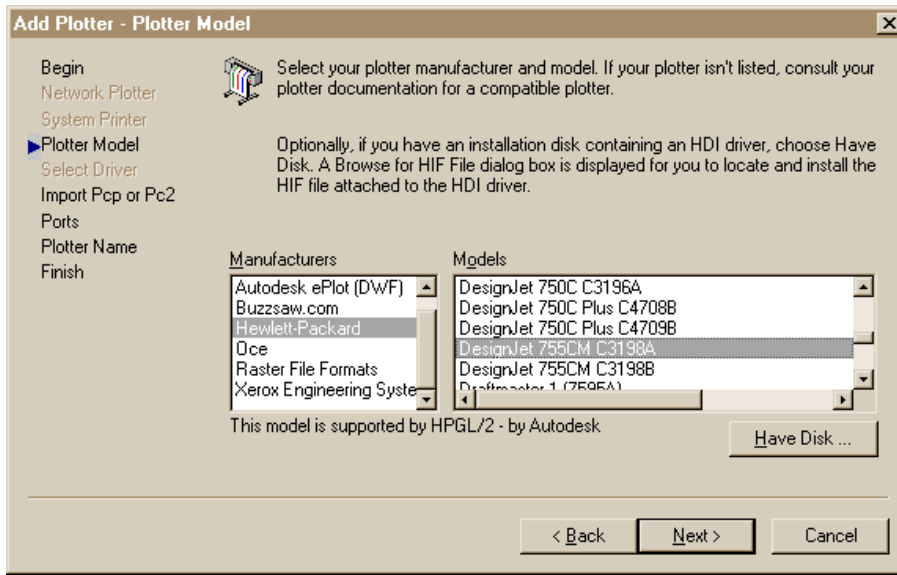 Add Plotter - Plotter Model
Begin
Network Plotter
System Printer
Plotter Model
Select Driver
Import Pcp or Pc2
Ports
Plotter Name
Finish
Select your plotter manufacturer and model. If your plotter isn't listed, consult your
plotter documentation for a compatible plotter.
Optionally, if you have an installation disk containing an HDI driver, choose Have
Disk. A Browse for HIF File dialog box is displayed for you to locate and install the
HIF file attached to the HDI driver.
Manufacturers
Autodesk ePlot (DWF)
Buzzsaw.com
Hewlett-Packard
Oce
Raster File Formats
Xerox Engineering Syste
Models
DesignJet 750C C3196A
DesignJet 750C Plus C4708B
DesignJet 750C Plus C4709B
DesignJet 755CM C3198A
DesignJet 755CM C3198B
Draftmaster 1 (7595A)
This model is supported by HPGL/2 - by Autodesk
Have Disk ...
< Back
Next >
Cancel